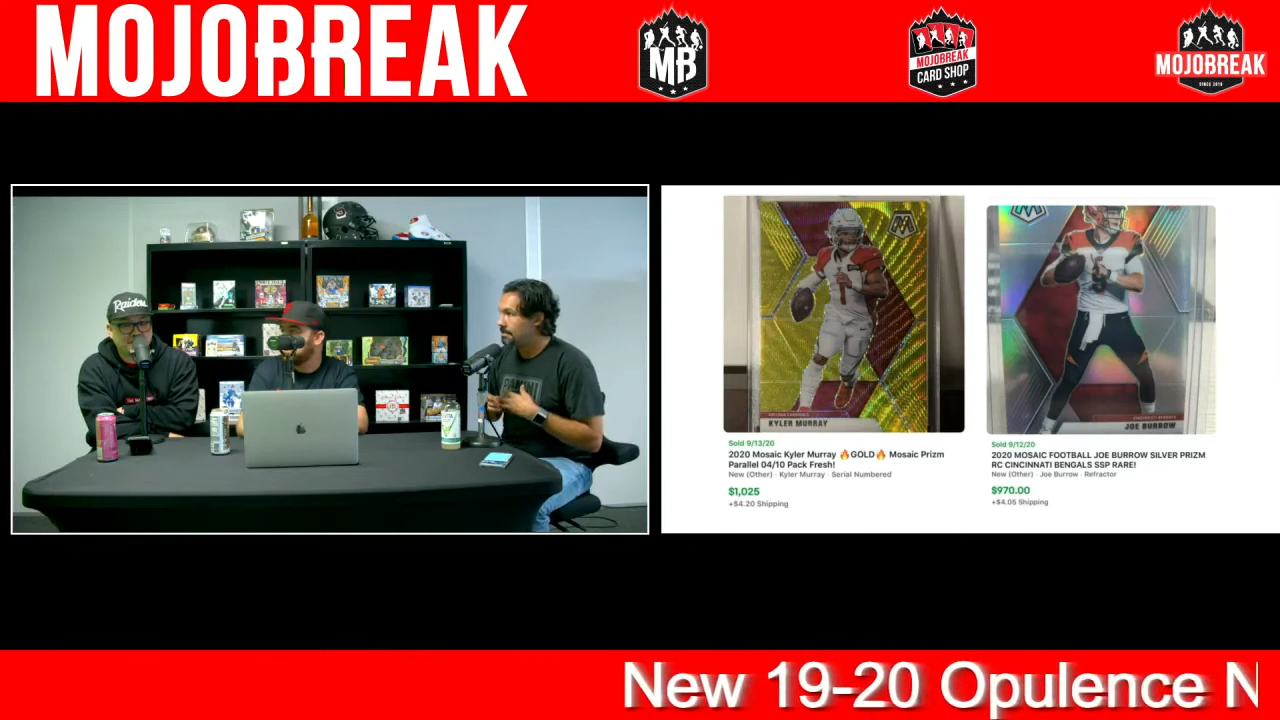 MOJOBREAK
MB
MOJOBREAK
CARD SHOP
MOJOBREAK
SINCE 2010
Raiders
KYLER MURRAY
JOE BURROW
Sold 9/13/20
2020 Mosaic Kyler Murray 🔥GOLD🔥 Mosaic Prizm
Parallel 04/10 Pack Fresh!
New (Other) · Kyler Murray · Serial Numbered
$1,025
+$4.20 Shipping
Sold 9/12/20
2020 MOSAIC FOOTBALL JOE BURROW SILVER PRIZM
RC CINCINNATI BENGALS SSP RARE!
New (Other) · Joe Burrow · Refractor
$970.00
+$4.05 Shipping
New 19-20 Opulence N